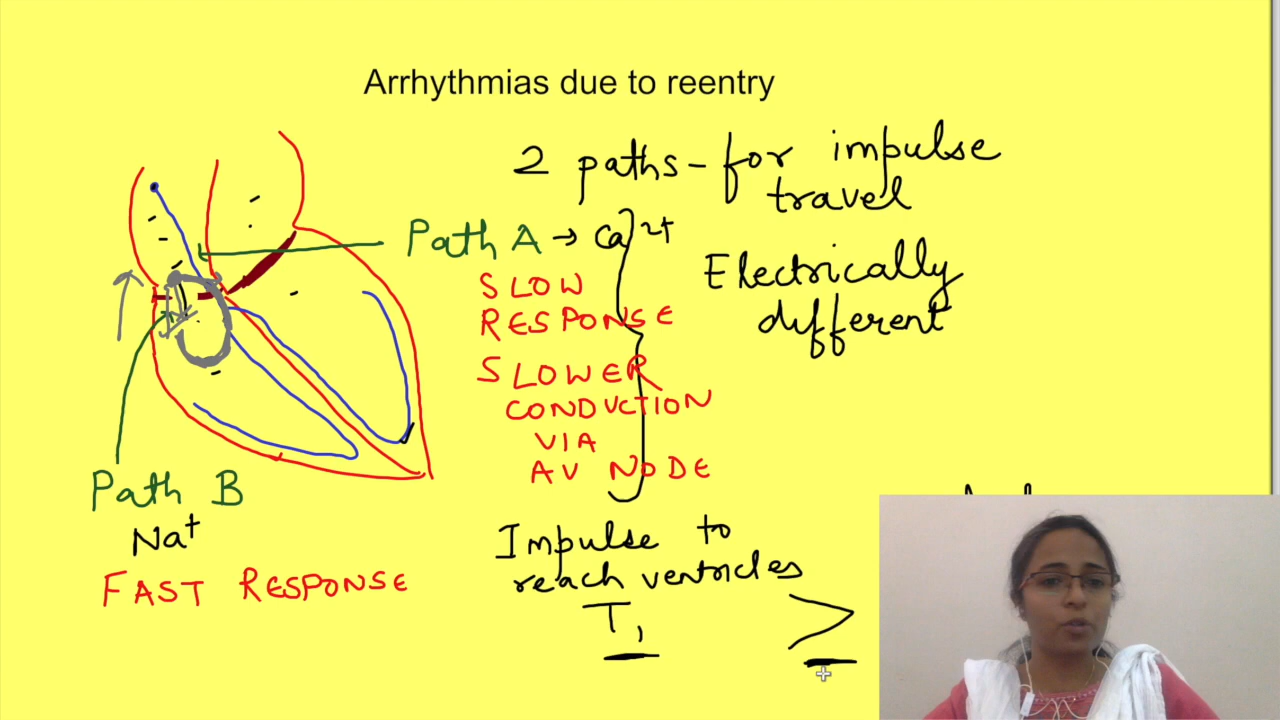 Arrhythmias due to reentry
2 paths - for impulse
travel
Path A → Ca2+
SLOW
RESPONSE
SLOWER
CONDUCTION
VIA
AV NODE
Electrically
different
Path B
Na+
FAST RESPONSE
Impulse to
reach ventricles
T1 >